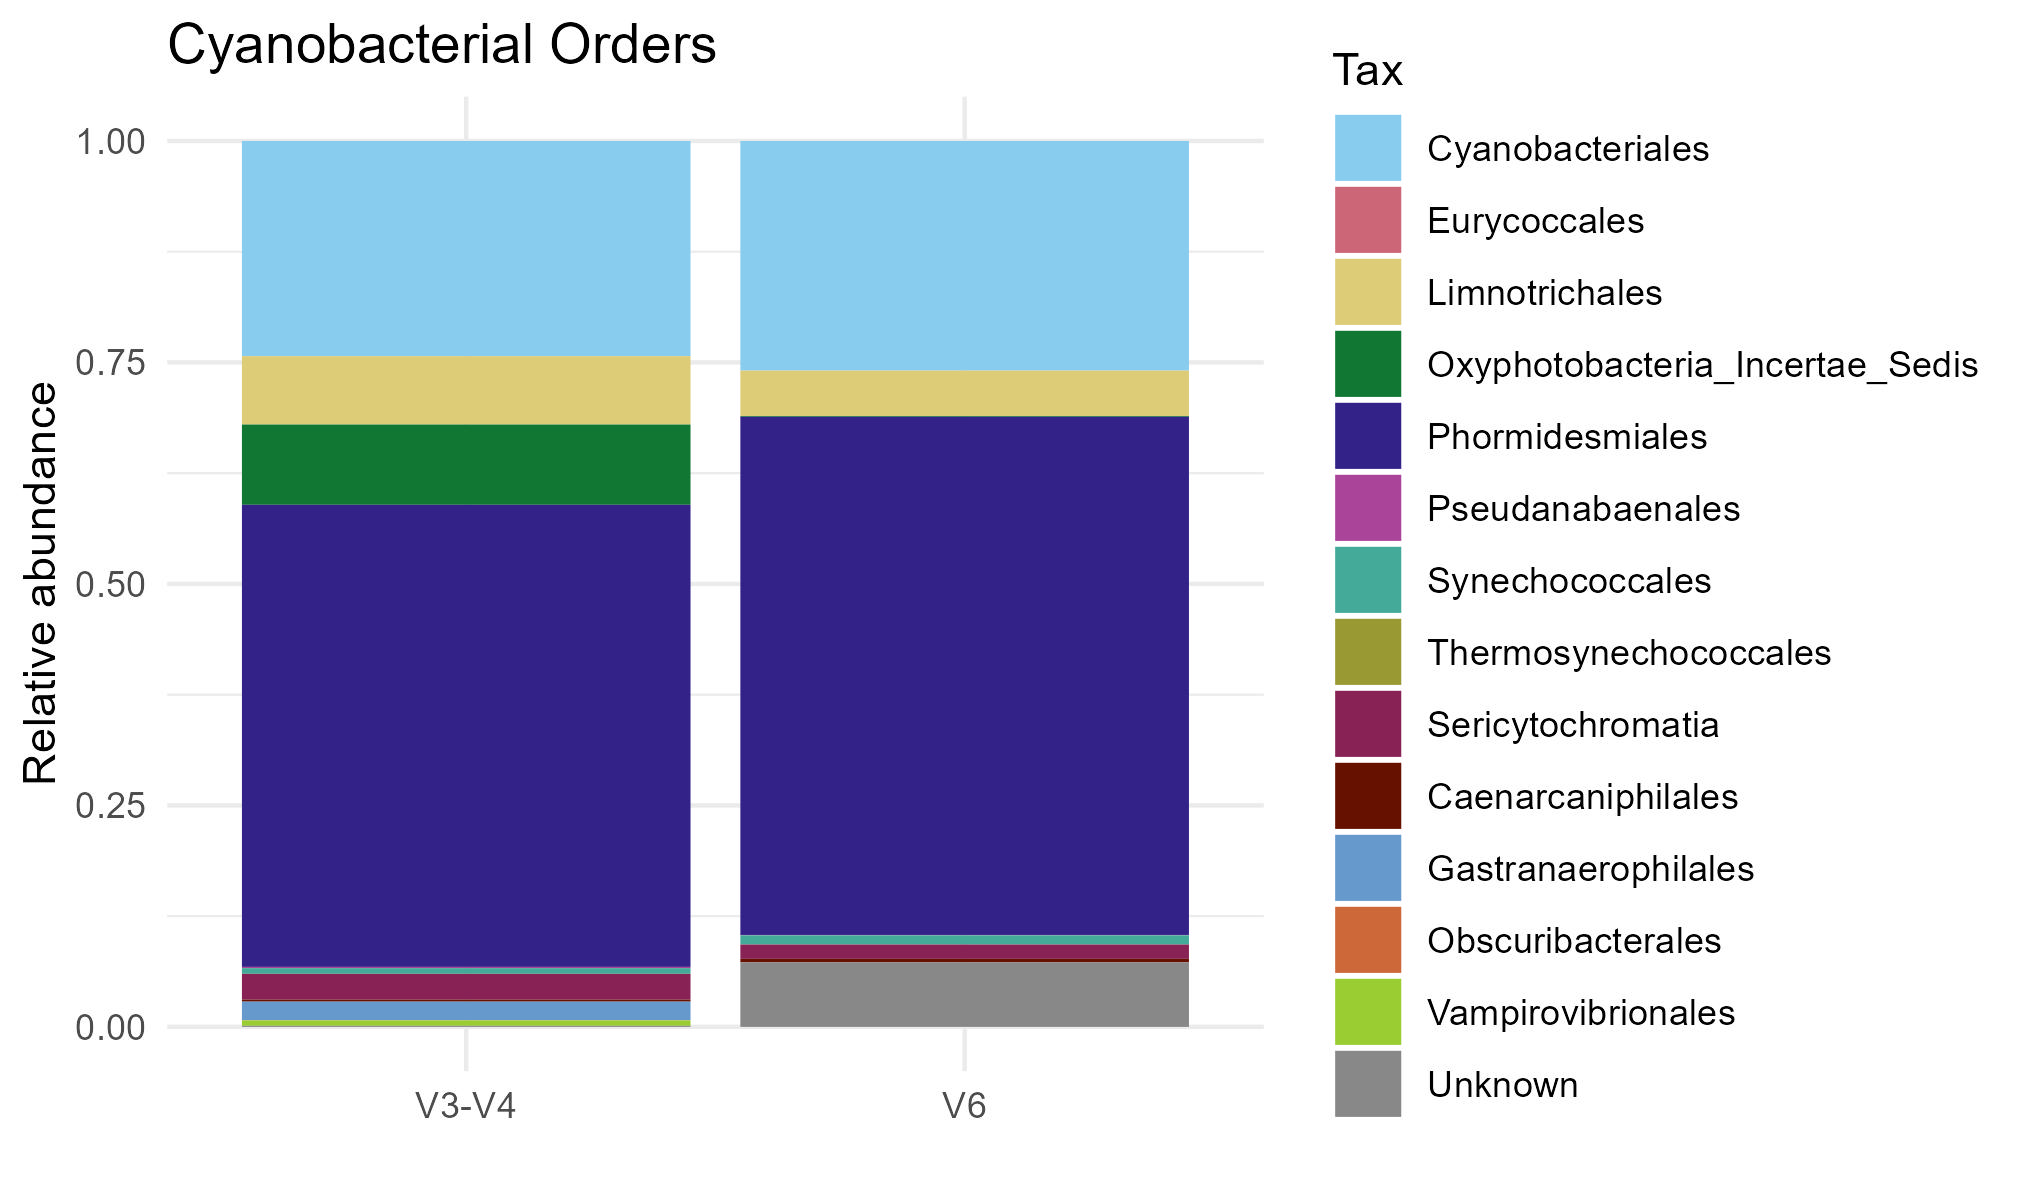 Cyanobacterial Orders
Relative abundance
1.00
0.75
0.50
0.25
0.00
V3-V4
V6
Tax
Cyanobacteriales
Eurycoccales
Limnotrichales
Oxyphotobacteria_Incertae_Sedis
Phormidesmiales
Pseudanabaenales
Synechococcales
Thermosynechococcales
Sericytochromatia
Caenarcaniphilales
Gastranaerophilales
Obscuribacterales
Vampirovibrionales
Unknown